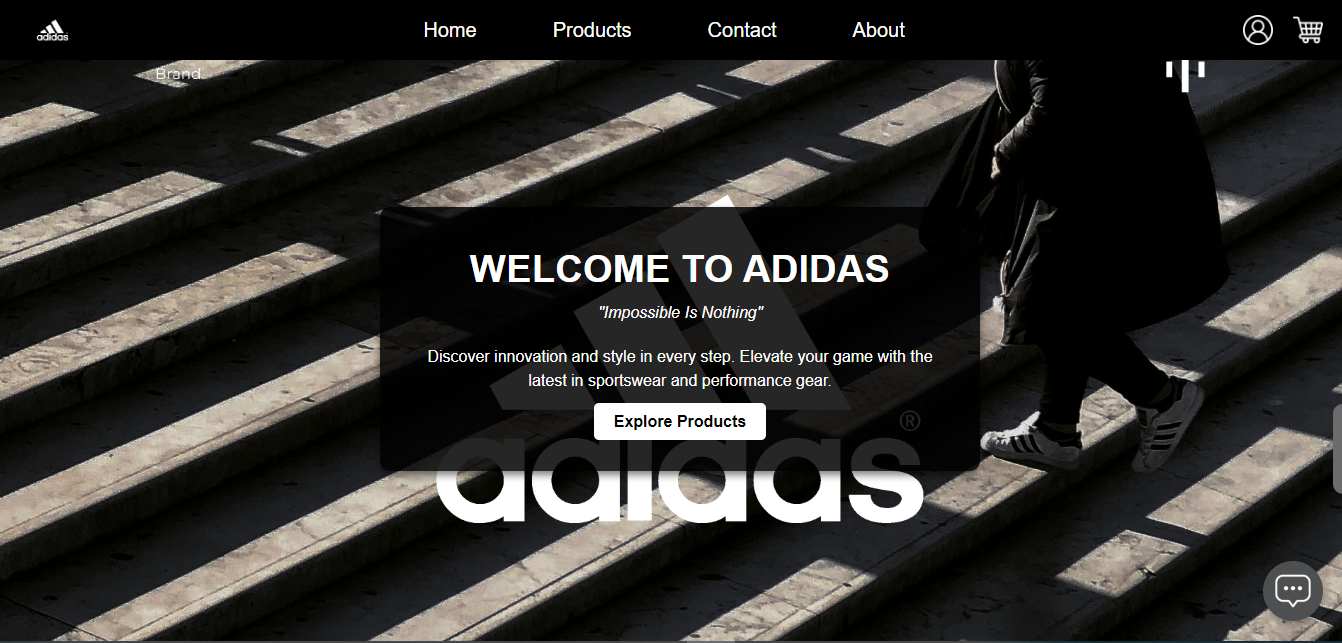 adidas
Home
Products
Contact
About
Brand.
WELCOME TO ADIDAS
"Impossible Is Nothing"
Discover innovation and style in every step. Elevate your game with the
latest in sportswear and performance gear.
Explore Products
®
adidas